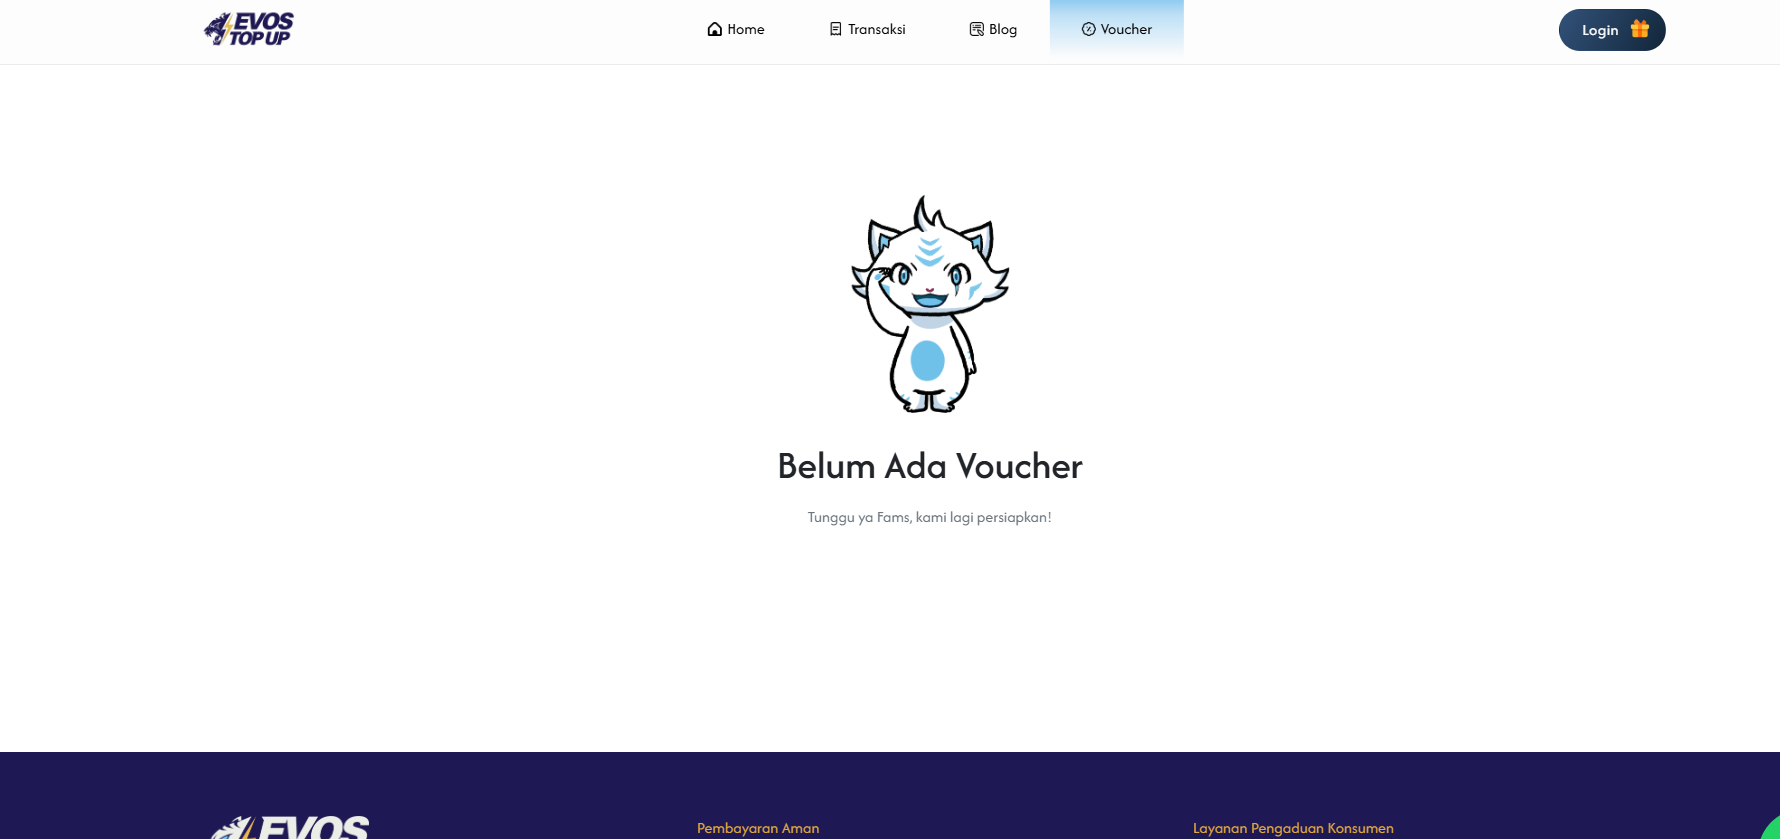 EVOS
TOP UP
Home
Transaksi
Blog
Voucher
Login
Belum Ada Voucher
Tunggu ya Fams, kami lagi persiapkan!
EVOS
Pembayaran Aman
Layanan Pengaduan Konsumen